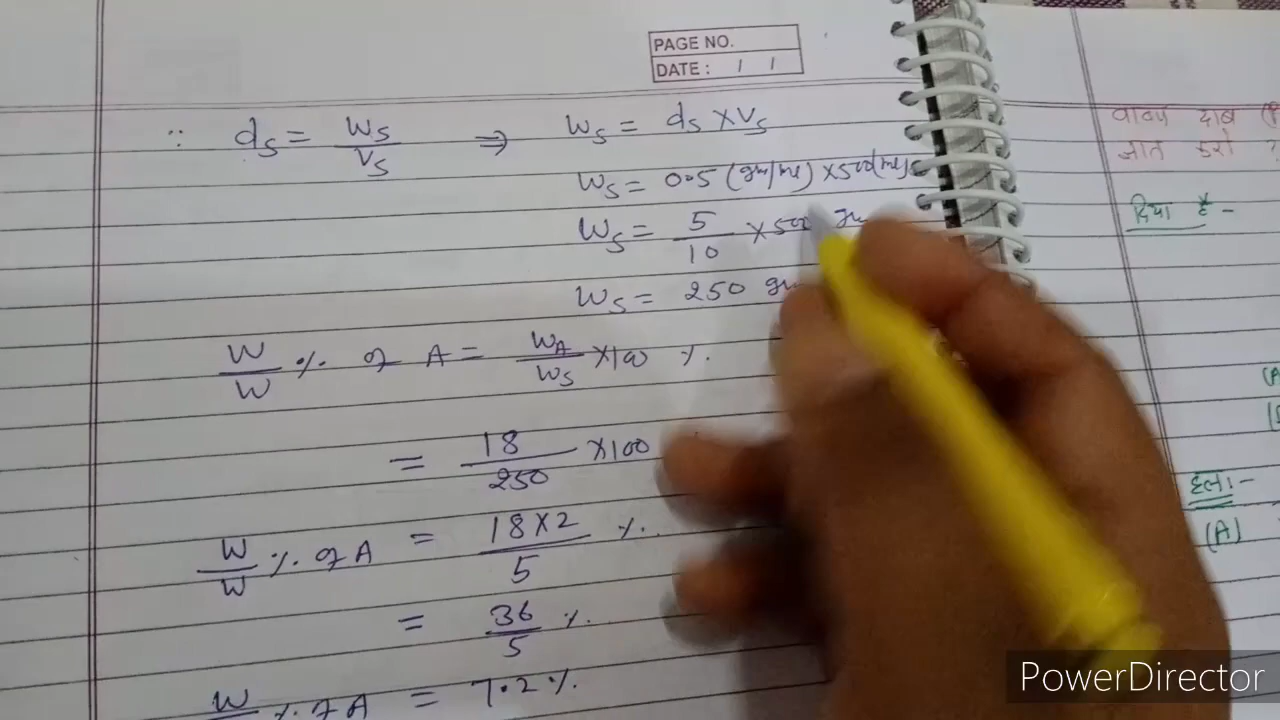 PAGE NO.
DATE : / /
∵ ds = Ws/Vs ⇒ Ws = ds × Vs
Ws = 0.5 (gm/ml) × 500(ml)
Ws = 5/10 × 500 gm
Ws = 250 gm
W/W % of A = WA/Ws × 100 %.
= 18/250 × 100
W/W %. of A = 18×2/5 %.
= 36/5 %.
W/W %. of A = 7.2 %.
वाष्प दाब
ज्ञात करो ?
दिया है -
हल :-
(A)
PowerDirector